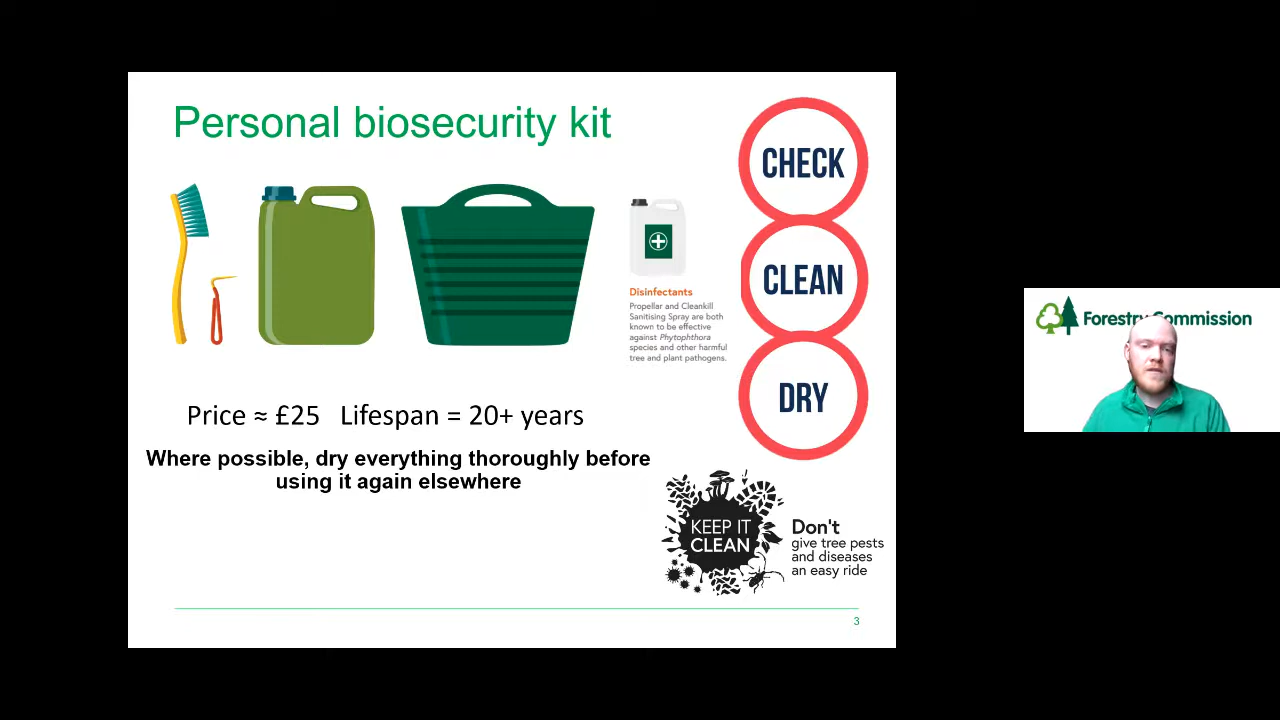 Personal biosecurity kit
CHECK
CLEAN
DRY
Disinfectants
Propellar and Cleankill
Sanitising Spray are both
known to be effective
against Phytophthora
species and other harmful
tree and plant pathogens.
Price ≈ £25 Lifespan = 20+ years
Where possible, dry everything thoroughly before
using it again elsewhere
KEEP IT
CLEAN
Don't
give tree pests
and diseases
an easy ride
3
Forestry Commission